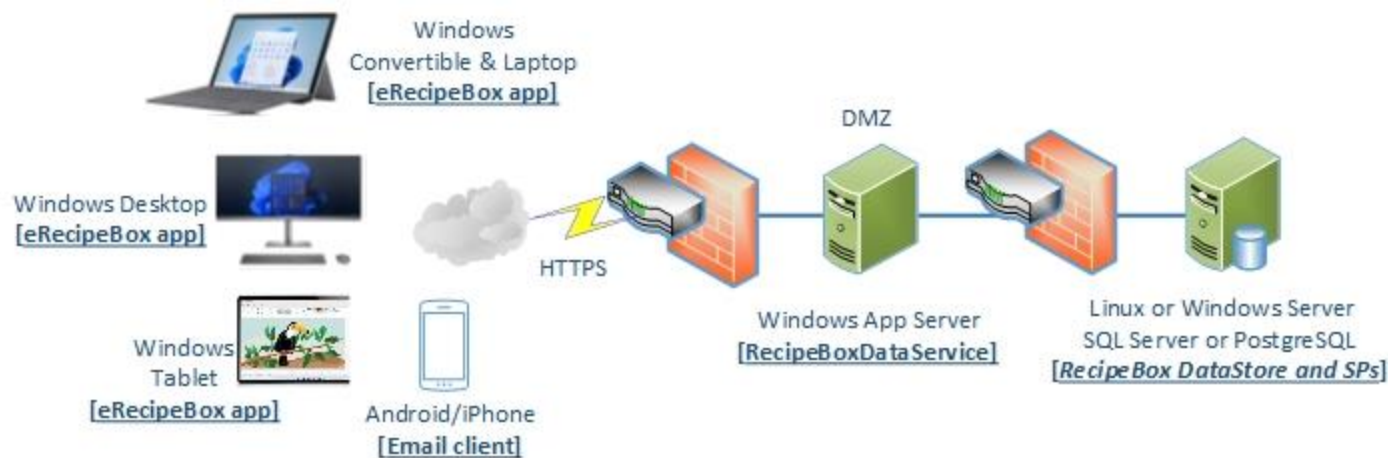 Windows
Convertible & Laptop
[eRecipeBox app]
DMZ
Windows Desktop
[eRecipeBox app]
HTTPS
Windows App Server
[RecipeBoxDataService]
Linux or Windows Server
SQL Server or PostgreSQL
[RecipeBox DataStore and SPs]
Windows
Tablet
[eRecipeBox app]
Android/iPhone
[Email client]